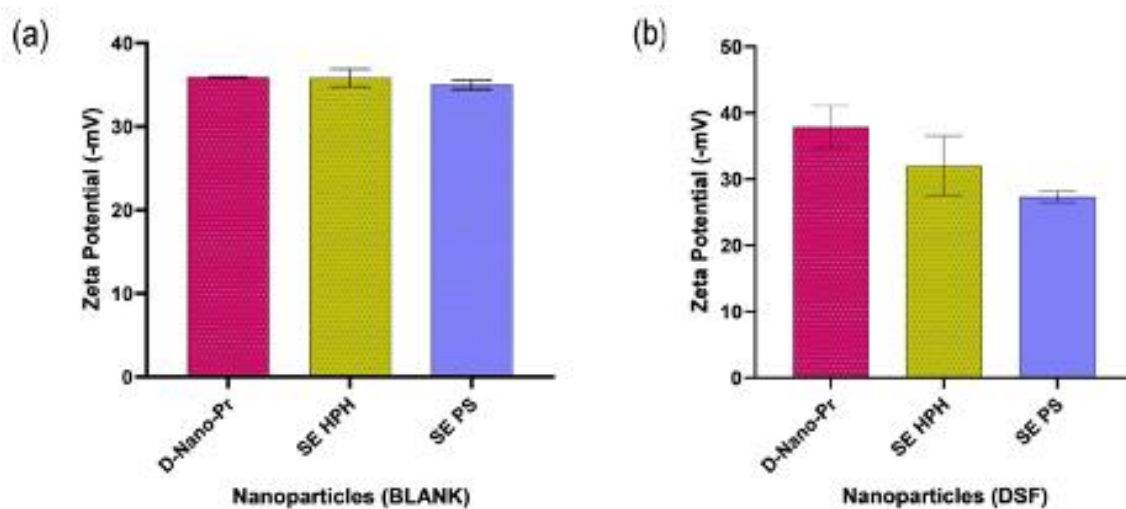 (a)
Zeta Potential (-mV)
40
30
20
10
0
D-Nano-Pr
SE HPH
SE PS
Nanoparticles (BLANK)
(b)
Zeta Potential (-mV)
50
40
30
20
10
0
D-Nano-Pr
SE HPH
SE PS
Nanoparticles (DSF)